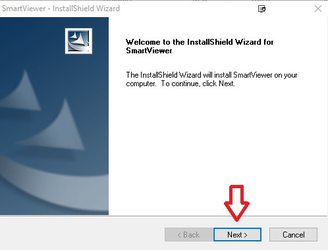 SmartViewer - InstallShield Wizard
Welcome to the InstallShield Wizard for
SmartViewer
The InstallShield Wizard will install SmartViewer on your
computer. To continue, click Next.
< Back
Next >
Cancel